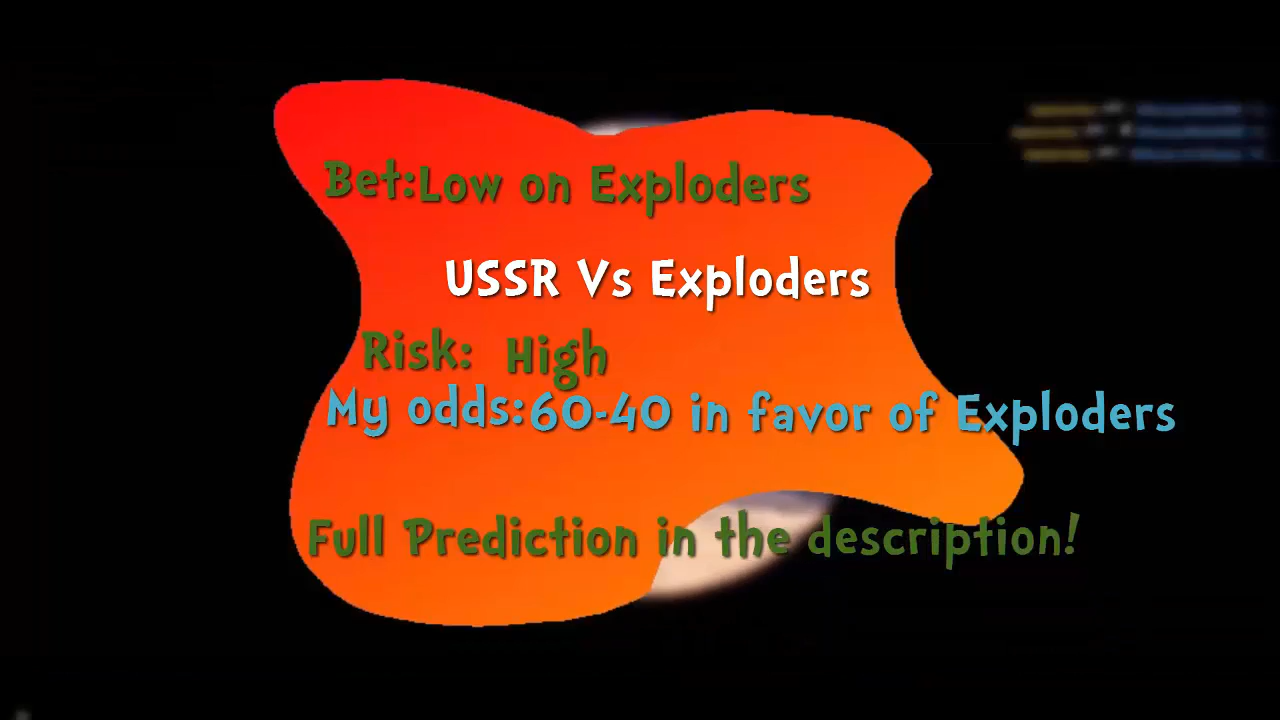 Bet:Low on Exploders
USSR Vs Exploders
Risk: High
My odds:60-40 in favor of Exploders
Full Prediction in the description!